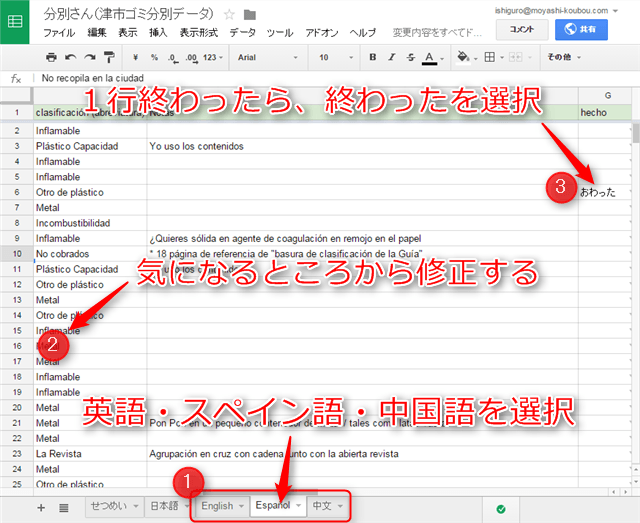 分別さん(津市ゴミ分別データ)
ishiguro@moyashi-koubou.com
ファイル 編集 表示 挿入 表示形式 データ ツール アドオン ヘルプ 変更内容をすべてド...
コメント
共有
¥ % .0 .00 123 Arial 10 B I S A その他
fx No recopila en la ciudad
G
1行終わったら、終わったを選択
1 clasificación hecho
2 Inflamable
3 Plástico Capacidad Yo uso los contenidos
4 Inflamable
5 Inflamable
6 Otro de plástico おわった
3
7 Metal
8 Incombustibilidad
9 Inflamable ¿Quieres sólida en agente de coagulación en remojo en el papel
10 No cobrados * 18 página de referencia de "basura de clasificación de la Guía"
11 Plástico Capacidad uso los
気になるところから修正する
12 Otro de plástico
13 Metal
14 Otro de plástico
15 Inflamable
2
16
17 Metal
18 Inflamable
19 Inflamable
英語・スペイン語・中国語を選択
20 Metal
21 Metal Pon
22 Metal
23 La Revista Agrupación en cruz con cadena junto con la abierta revista
24 Metal
25 Otro de plástico
1
せつめい 日本語 English Español 中文